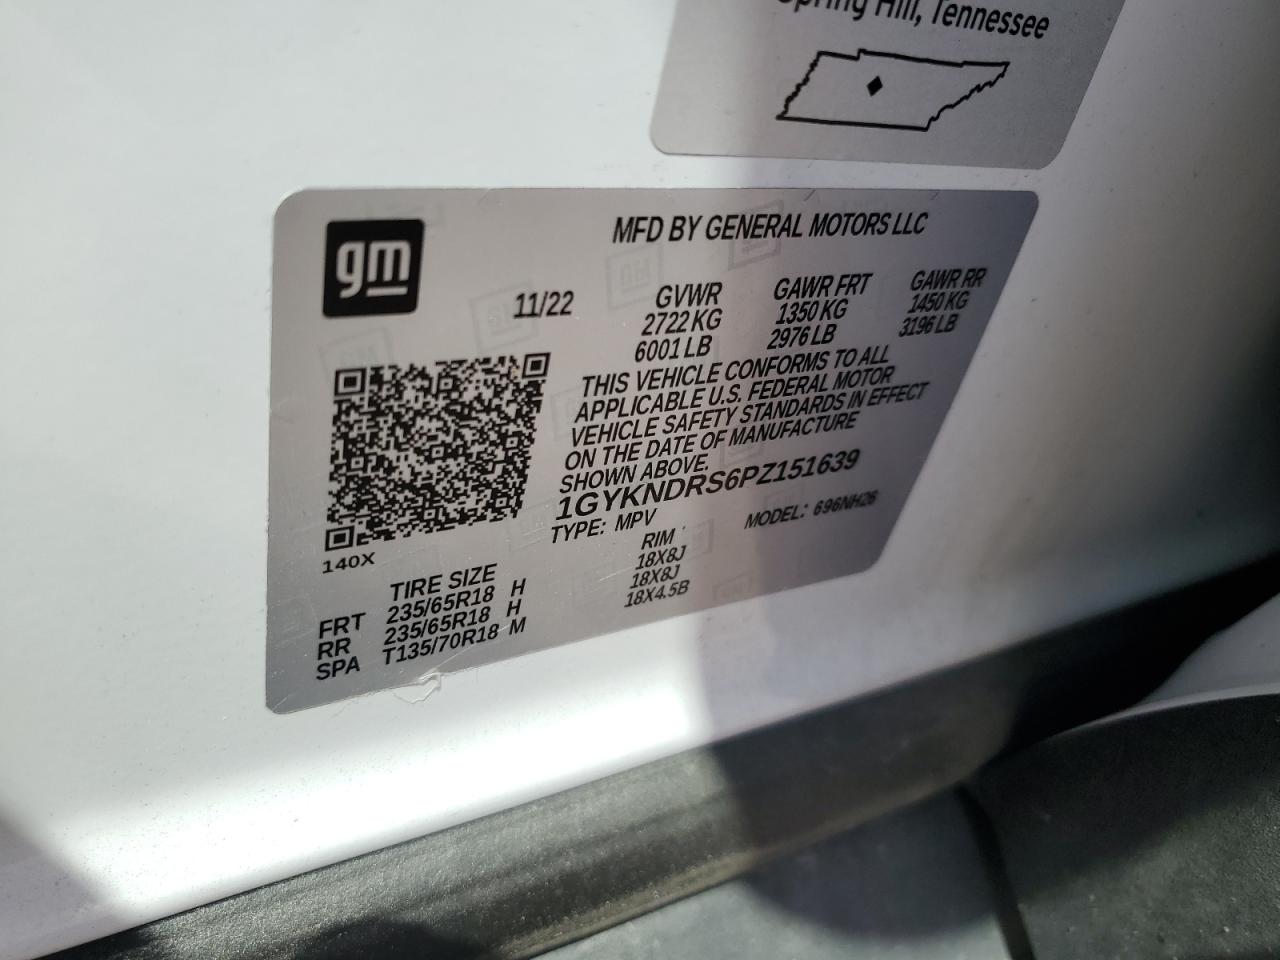 Spring Hill, Tennessee
gm
MFD BY GENERAL MOTORS LLC
11/22
GVWR GAWR FRT GAWR RR
2722 KG 1350 KG 1450 KG
6001 LB 2976 LB 3196 LB
THIS VEHICLE CONFORMS TO ALL
APPLICABLE U.S. FEDERAL MOTOR
VEHICLE SAFETY STANDARDS IN EFFECT
ON THE DATE OF MANUFACTURE
SHOWN ABOVE.
1GYKNDRS6PZ151639
TYPE: MPV MODEL: 696NH26
140X
TIRE SIZE RIM
FRT 235/65R18 H 18X8J
RR 235/65R18 H 18X8J
SPA T135/70R18 M 18X4.5B